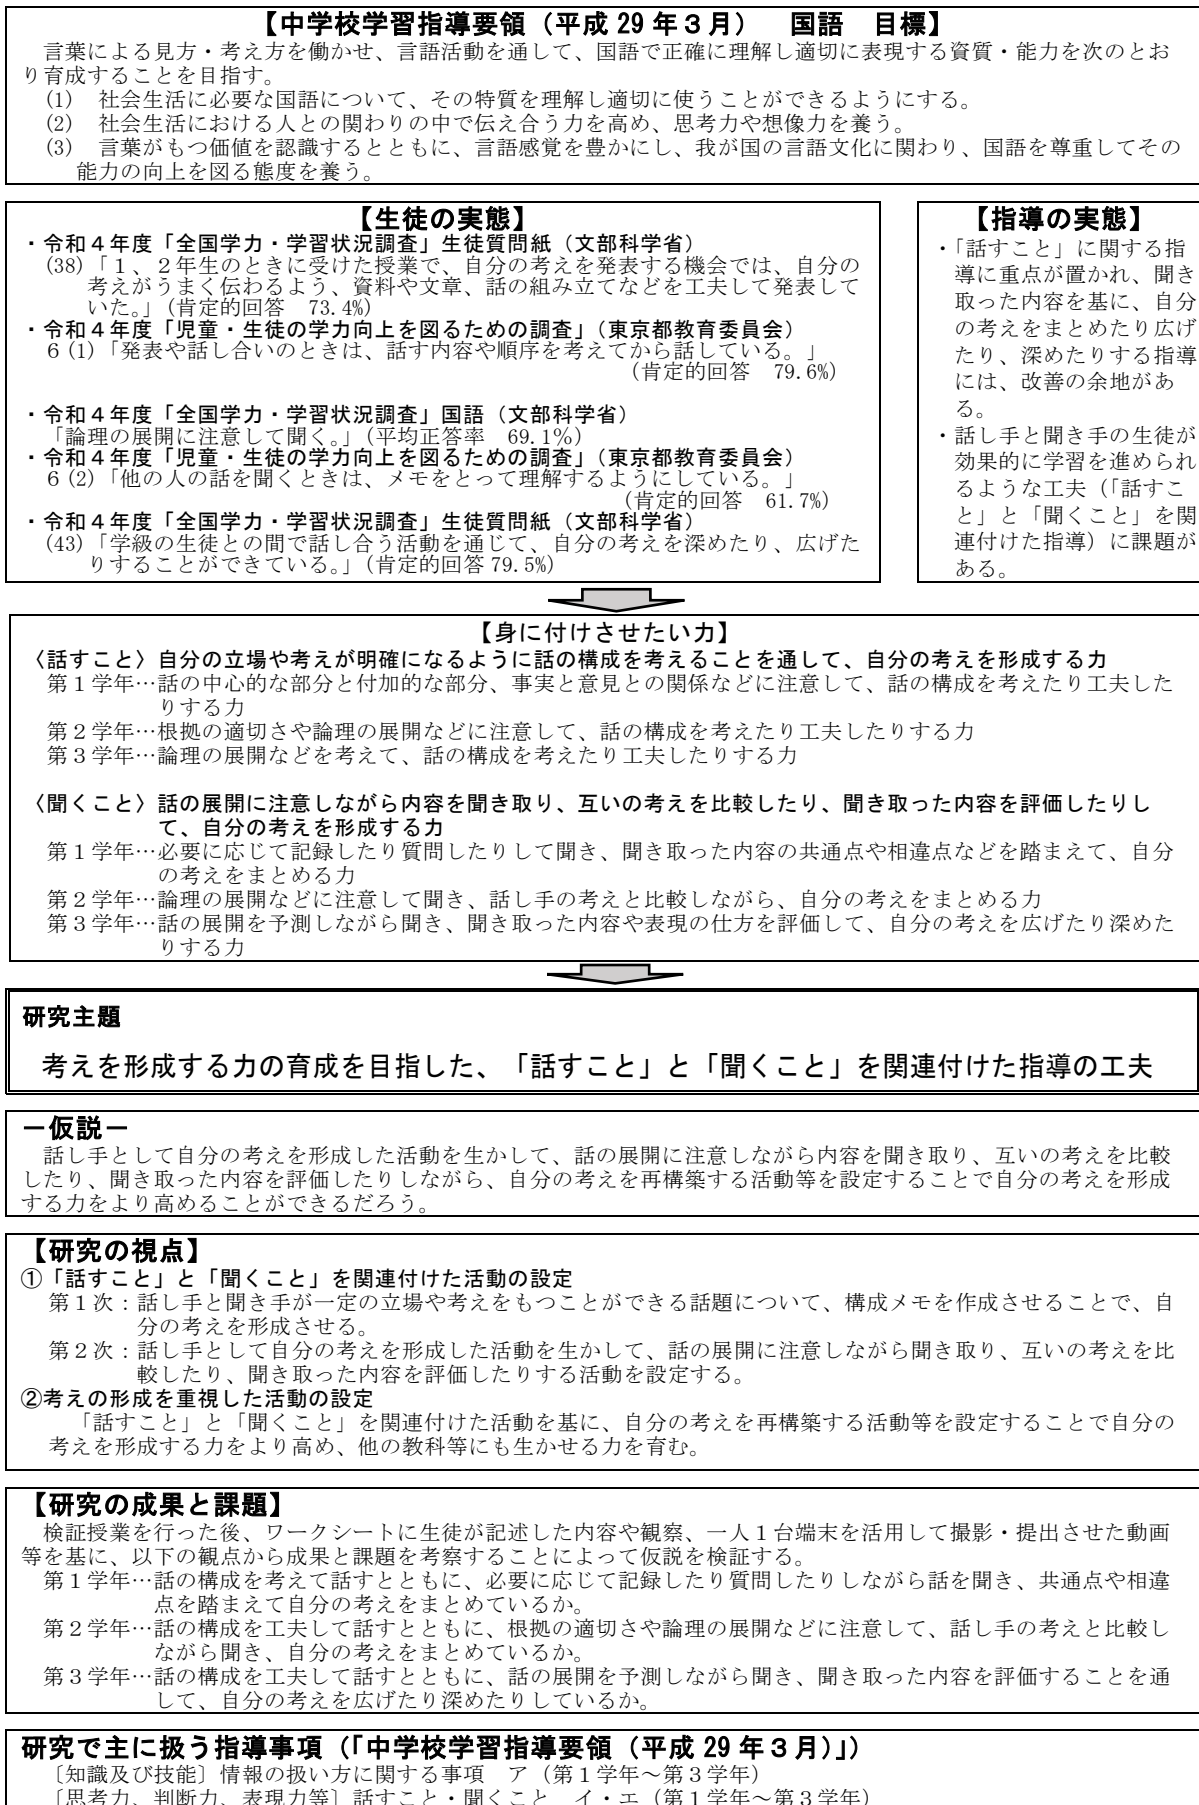 【中学校学習指導要領（平成 29 年３月）　国語　目標】
言葉による見方・考え方を働かせ、言語活動を通して、国語で正確に理解し適切に表現する資質・能力を次のとお
り育成することを目指す。
(1)　社会生活に必要な国語について、その特質を理解し適切に使うことができるようにする。
(2)　社会生活における人との関わりの中で伝え合う力を高め、思考力や想像力を養う。
(3)　言葉がもつ価値を認識するとともに、言語感覚を豊かにし、我が国の言語文化に関わり、国語を尊重してその
能力の向上を図る態度を養う。
【生徒の実態】
・令和４年度「全国学力・学習状況調査」生徒質問紙（文部科学省）
(38)「１、２年生のときに受けた授業で、自分の考えを発表する機会では、自分の
考えがうまく伝わるよう、資料や文章、話の組み立てなどを工夫して発表して
いた。」（肯定的回答　73.4%）
・令和４年度「児童・生徒の学力向上を図るための調査」（東京都教育委員会）
６(1)「発表や話し合いのときは、話す内容や順序を考えてから話している。」
（肯定的回答　79.6%）
・令和４年度「全国学力・学習状況調査」国語（文部科学省）
「論理の展開に注意して聞く。」（平均正答率　69.1％）
・令和４年度「児童・生徒の学力向上を図るための調査」（東京都教育委員会）
６(2)「他の人の話を聞くときは、メモをとって理解するようにしている。」
（肯定的回答　61.7%）
・令和４年度「全国学力・学習状況調査」生徒質問紙（文部科学省）
(43)「学級の生徒との間で話し合う活動を通じて、自分の考えを深めたり、広げた
りすることができている。」（肯定的回答 79.5%）
【指導の実態】
・「話すこと」に関する指
導に重点が置かれ、聞き
取った内容を基に、自分
の考えをまとめたり広げ
たり、深めたりする指導
には、改善の余地があ
る。
・話し手と聞き手の生徒が
効果的に学習を進められ
るような工夫（「話すこ
と」と「聞くこと」を関
連付けた指導）に課題が
ある。
【身に付けさせたい力】
〈話すこと〉自分の立場や考えが明確になるように話の構成を考えることを通して、自分の考えを形成する力
第１学年…話の中心的な部分と付加的な部分、事実と意見との関係などに注意して、話の構成を考えたり工夫した
りする力
第２学年…根拠の適切さや論理の展開などに注意して、話の構成を考えたり工夫したりする力
第３学年…論理の展開などを考えて、話の構成を考えたり工夫したりする力
〈聞くこと〉話の展開に注意しながら内容を聞き取り、互いの考えを比較したり、聞き取った内容を評価したりし
て、自分の考えを形成する力
第１学年…必要に応じて記録したり質問したりして聞き、聞き取った内容の共通点や相違点などを踏まえて、自分
の考えをまとめる力
第２学年…論理の展開などに注意して聞き、話し手の考えと比較しながら、自分の考えをまとめる力
第３学年…話の展開を予測しながら聞き、聞き取った内容や表現の仕方を評価して、自分の考えを広げたり深めた
りする力
研究主題
考えを形成する力の育成を目指した、「話すこと」と「聞くこと」を関連付けた指導の工夫
－仮説－
話し手として自分の考えを形成した活動を生かして、話の展開に注意しながら内容を聞き取り、互いの考えを比較
したり、聞き取った内容を評価したりしながら、自分の考えを再構築する活動等を設定することで自分の考えを形成
する力をより高めることができるだろう。
【研究の視点】
①「話すこと」と「聞くこと」を関連付けた活動の設定
第１次：話し手と聞き手が一定の立場や考えをもつことができる話題について、構成メモを作成させることで、自
分の考えを形成させる。
第２次：話し手として自分の考えを形成した活動を生かして、話の展開に注意しながら聞き取り、互いの考えを比
較したり、聞き取った内容を評価したりする活動を設定する。
②考えの形成を重視した活動の設定
「話すこと」と「聞くこと」を関連付けた活動を基に、自分の考えを再構築する活動等を設定することで自分の
考えを形成する力をより高め、他の教科等にも生かせる力を育む。
【研究の成果と課題】
検証授業を行った後、ワークシートに生徒が記述した内容や観察、一人１台端末を活用して撮影・提出させた動画
等を基に、以下の観点から成果と課題を考察することによって仮説を検証する。
第１学年…話の構成を考えて話すとともに、必要に応じて記録したり質問したりしながら話を聞き、共通点や相違
点を踏まえて自分の考えをまとめているか。
第２学年…話の構成を工夫して話すとともに、根拠の適切さや論理の展開などに注意して、話し手の考えと比較し
ながら聞き、自分の考えをまとめているか。
第３学年…話の構成を工夫して話すとともに、話の展開を予測しながら聞き、聞き取った内容を評価することを通
して、自分の考えを広げたり深めたりしているか。
研究で主に扱う指導事項（「中学校学習指導要領（平成 29 年３月）」）
〔知識及び技能〕情報の扱い方に関する事項　ア（第１学年～第３学年）
〔思考力、判断力、表現力等〕話すこと・聞くこと　イ・エ（第１学年～第３学年）